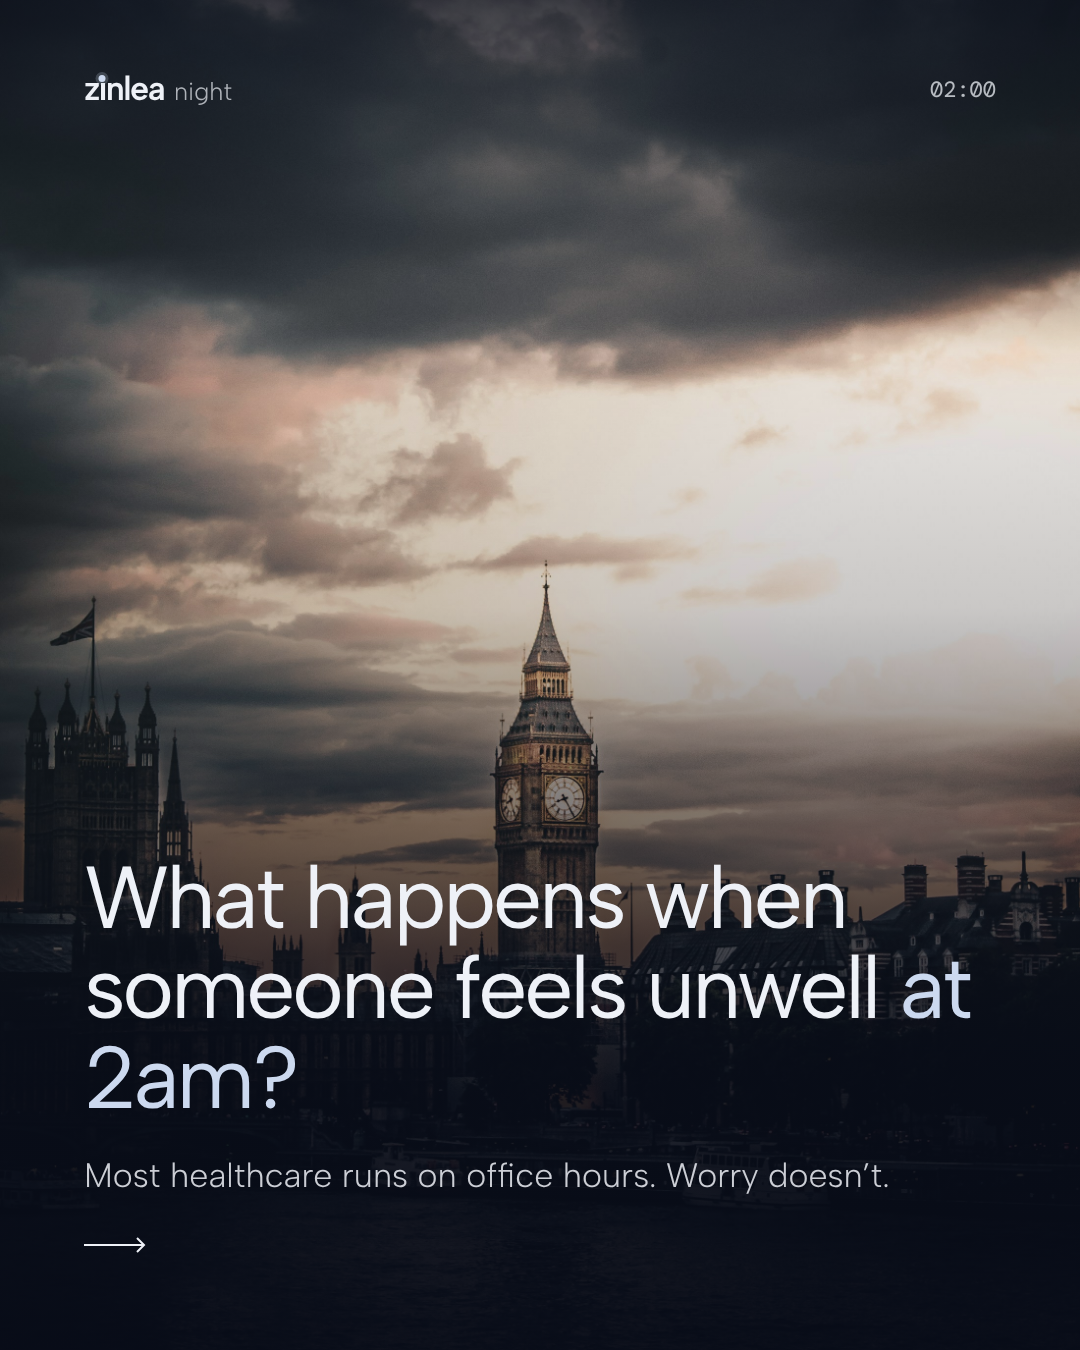 zinlea night
02:00
What happens when
someone feels unwell at
2am?
Most healthcare runs on office hours. Worry doesn’t.